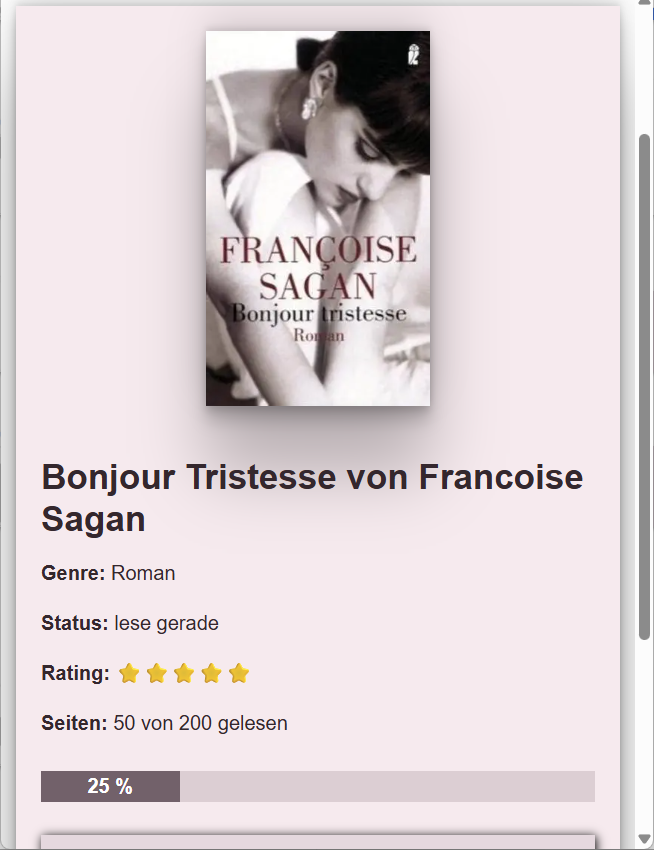 FRANÇOISE
SAGAN
Bonjour tristesse
Roman
Bonjour Tristesse von Francoise
Sagan
Genre: Roman
Status: lese gerade
Rating: ⭐⭐⭐⭐⭐
Seiten: 50 von 200 gelesen
25 %